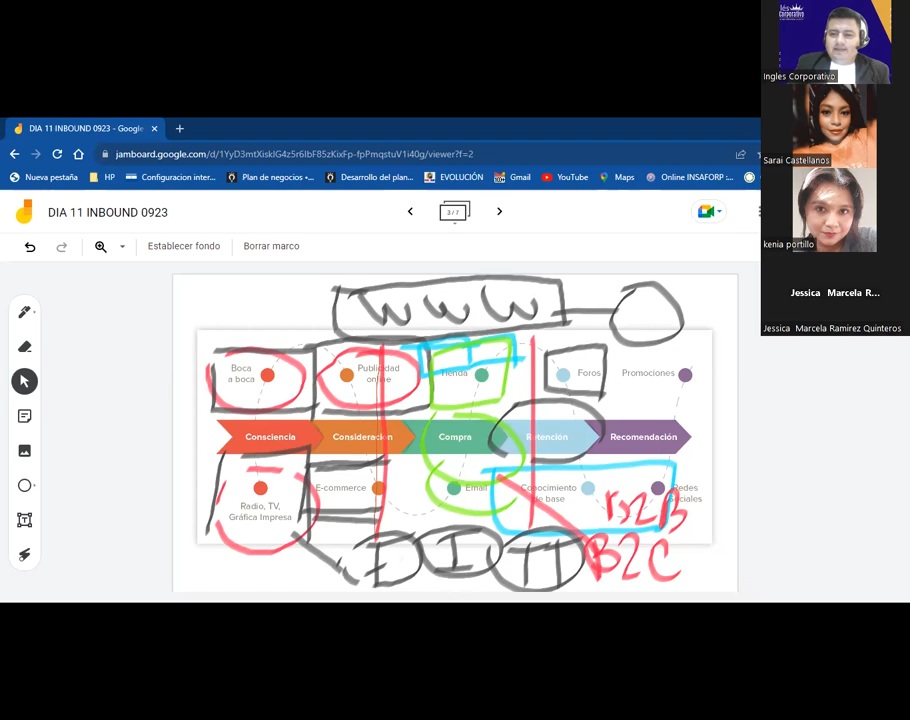 Inglés
Corporativo
Ingles Corporativo
Sarai Castellanos
kenia portillo
Jessica Marcela R...
Jessica Marcela Ramirez Quinteros
DIA 11 INBOUND 0923 - Google
jamboard.google.com/d/1YyD3mtXiskIG4z5r6IbF85zKixFp-fpPmqstuV1i40g/viewer?f=2
Nueva pestaña
HP
Configuracion inter...
Plan de negocios •...
Desarrollo del plan...
EVOLUCIÓN
Gmail
YouTube
Maps
Online INSAFORP :...
DIA 11 INBOUND 0923
3 / 7
Establecer fondo
Borrar marco
WWW
Boca
a boca
Publicidad
online
Tienda
Foros
Promociones
Consciencia
Consideración
Compra
Retención
Recomendación
Radio, TV,
Gráfica Impresa
E-commerce
Email
Conocimiento
de base
Redes
Sociales
B2B
B2C